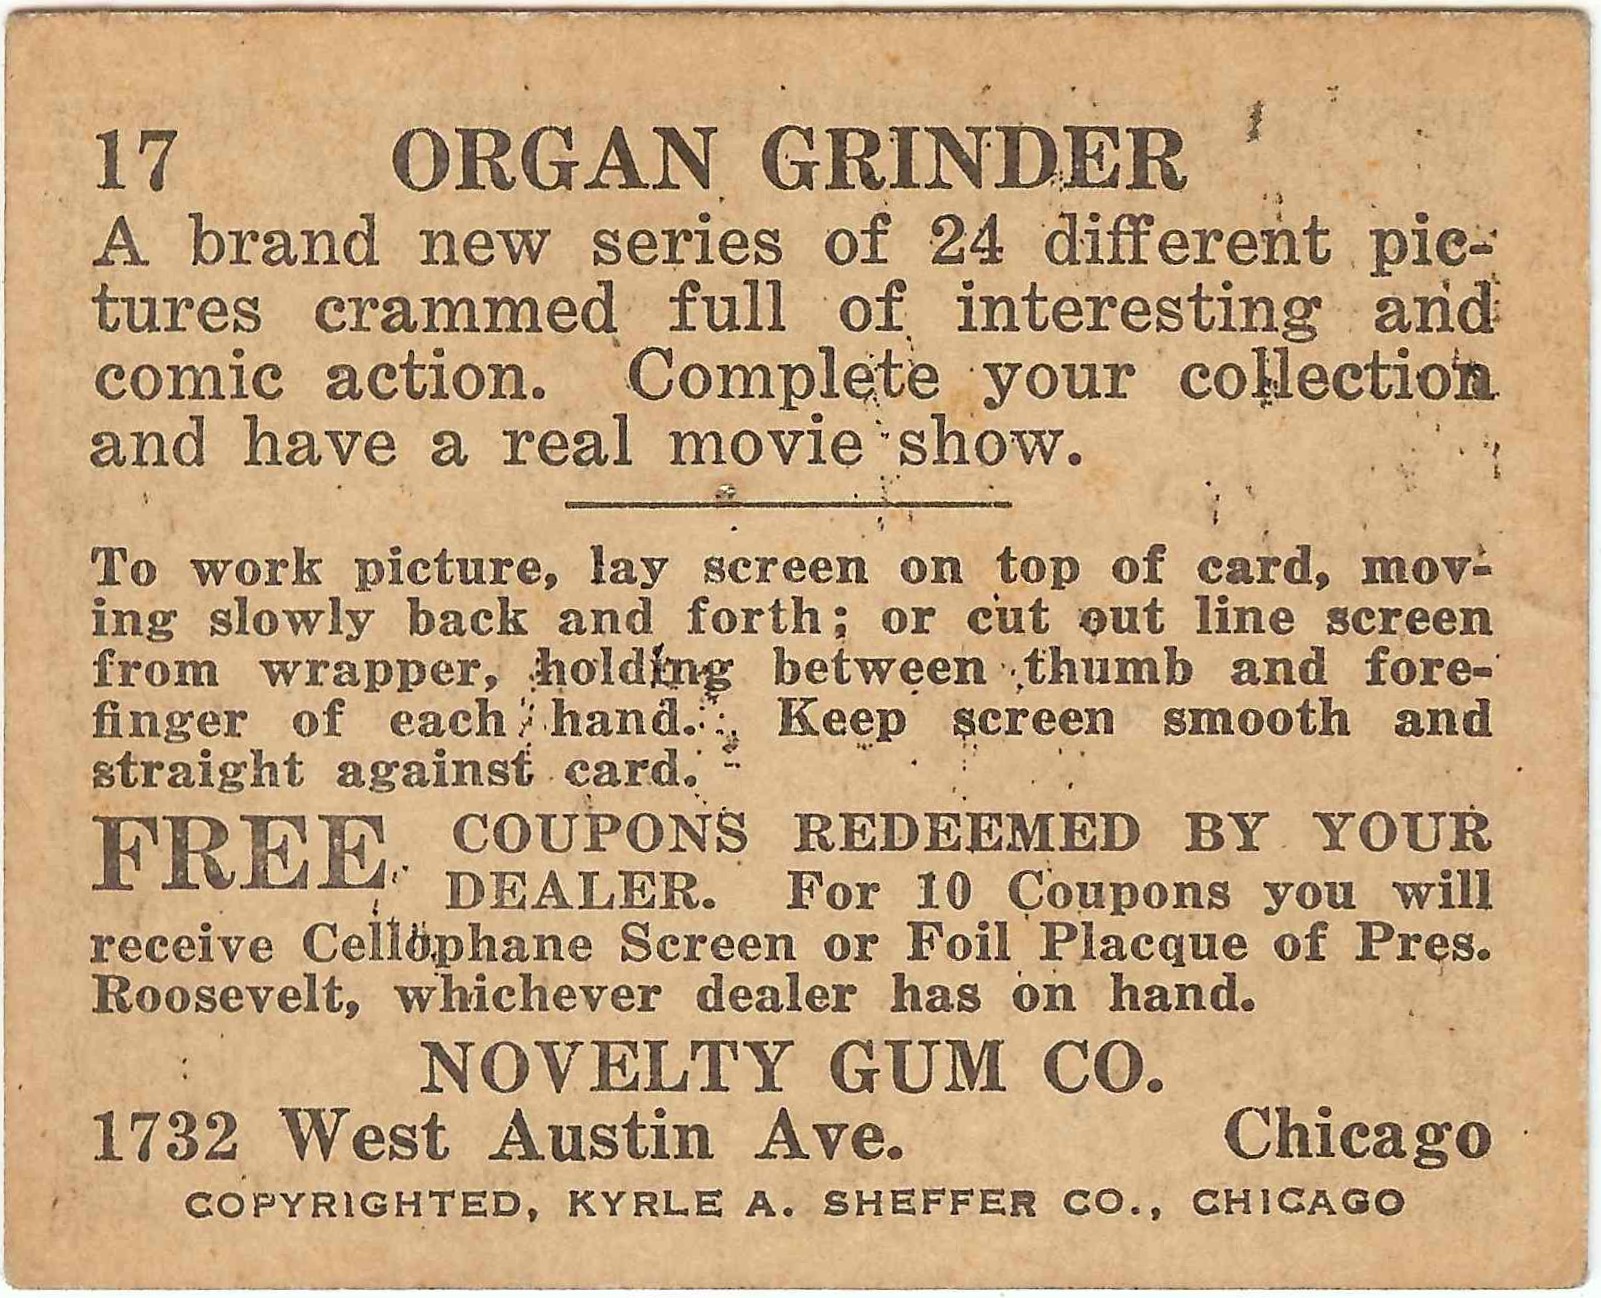 17 ORGAN GRINDER
A brand new series of 24 different pic-
tures crammed full of interesting and
comic action. Complete your collection
and have a real movie show.
To work picture, lay screen on top of card, mov-
ing slowly back and forth; or cut out line screen
from wrapper, holding between thumb and fore-
finger of each hand. Keep screen smooth and
straight against card.
FREE COUPONS REDEEMED BY YOUR
DEALER. For 10 Coupons you will
receive Cellophane Screen or Foil Placque of Pres.
Roosevelt, whichever dealer has on hand.
NOVELTY GUM CO.
1732 West Austin Ave. Chicago
COPYRIGHTED, KYRLE A. SHEFFER CO., CHICAGO